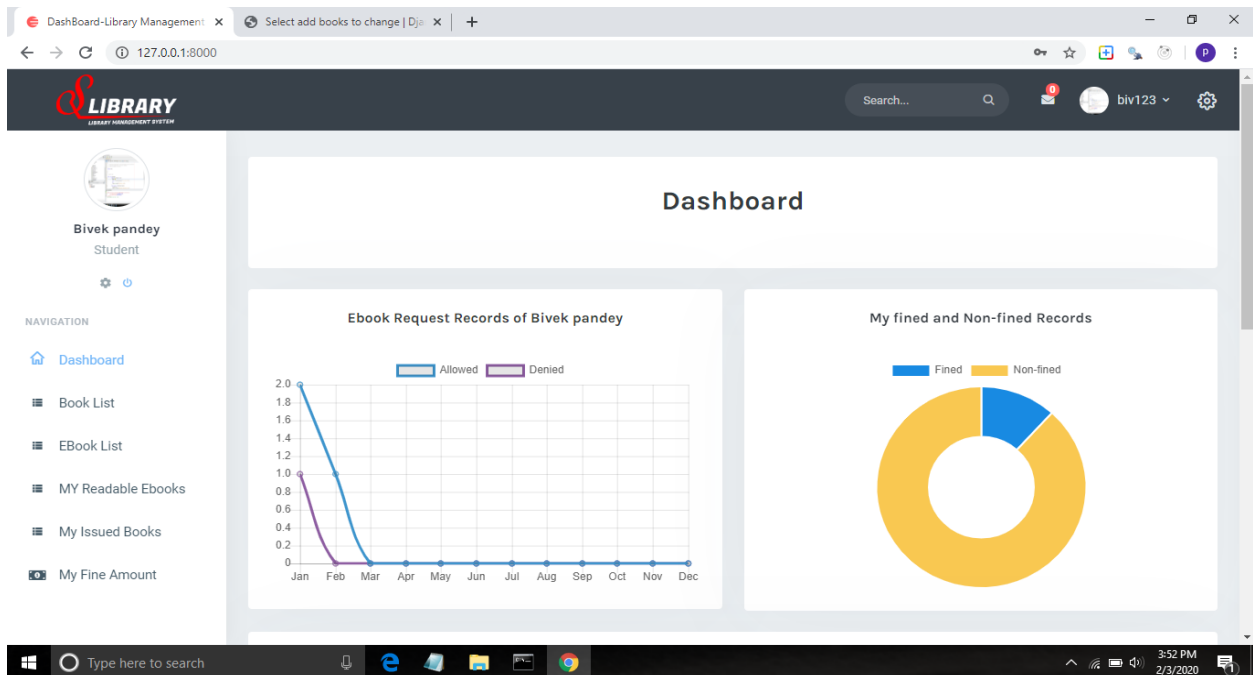 DashBoard-Library Management
Select add books to change | Dja
127.0.0.1:8000
SLIBRARY
LIBRARY MANAGEMENT SYSTEM
Search...
0
biv123
P
Bivek pandey
Student
NAVIGATION
Dashboard
Book List
EBook List
MY Readable Ebooks
My Issued Books
My Fine Amount
Dashboard
Ebook Request Records of Bivek pandey
Allowed Denied
2.0
1.8
1.6
1.4
1.2
1.0
0.8
0.6
0.4
0.2
0
Jan Feb Mar Apr May Jun Jul Aug Sep Oct Nov Dec
My fined and Non-fined Records
Fined Non-fined
Type here to search
3:52 PM
2/3/2020
1